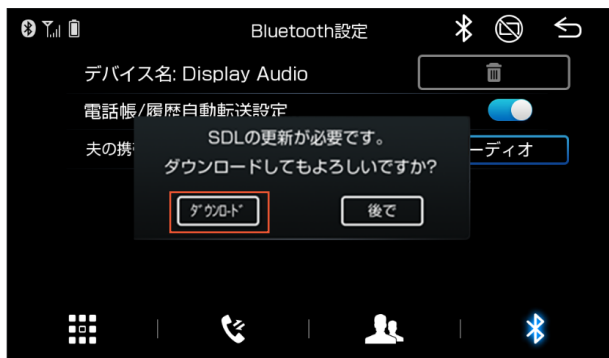 Bluetooth設定
デバイス名: Display Audio
電話帳/履歴自動転送設定
夫の携
ーディオ
SDLの更新が必要です。
ダウンロードしてもよろしいですか?
ﾀﾞｳﾝﾛｰﾄﾞ
後で